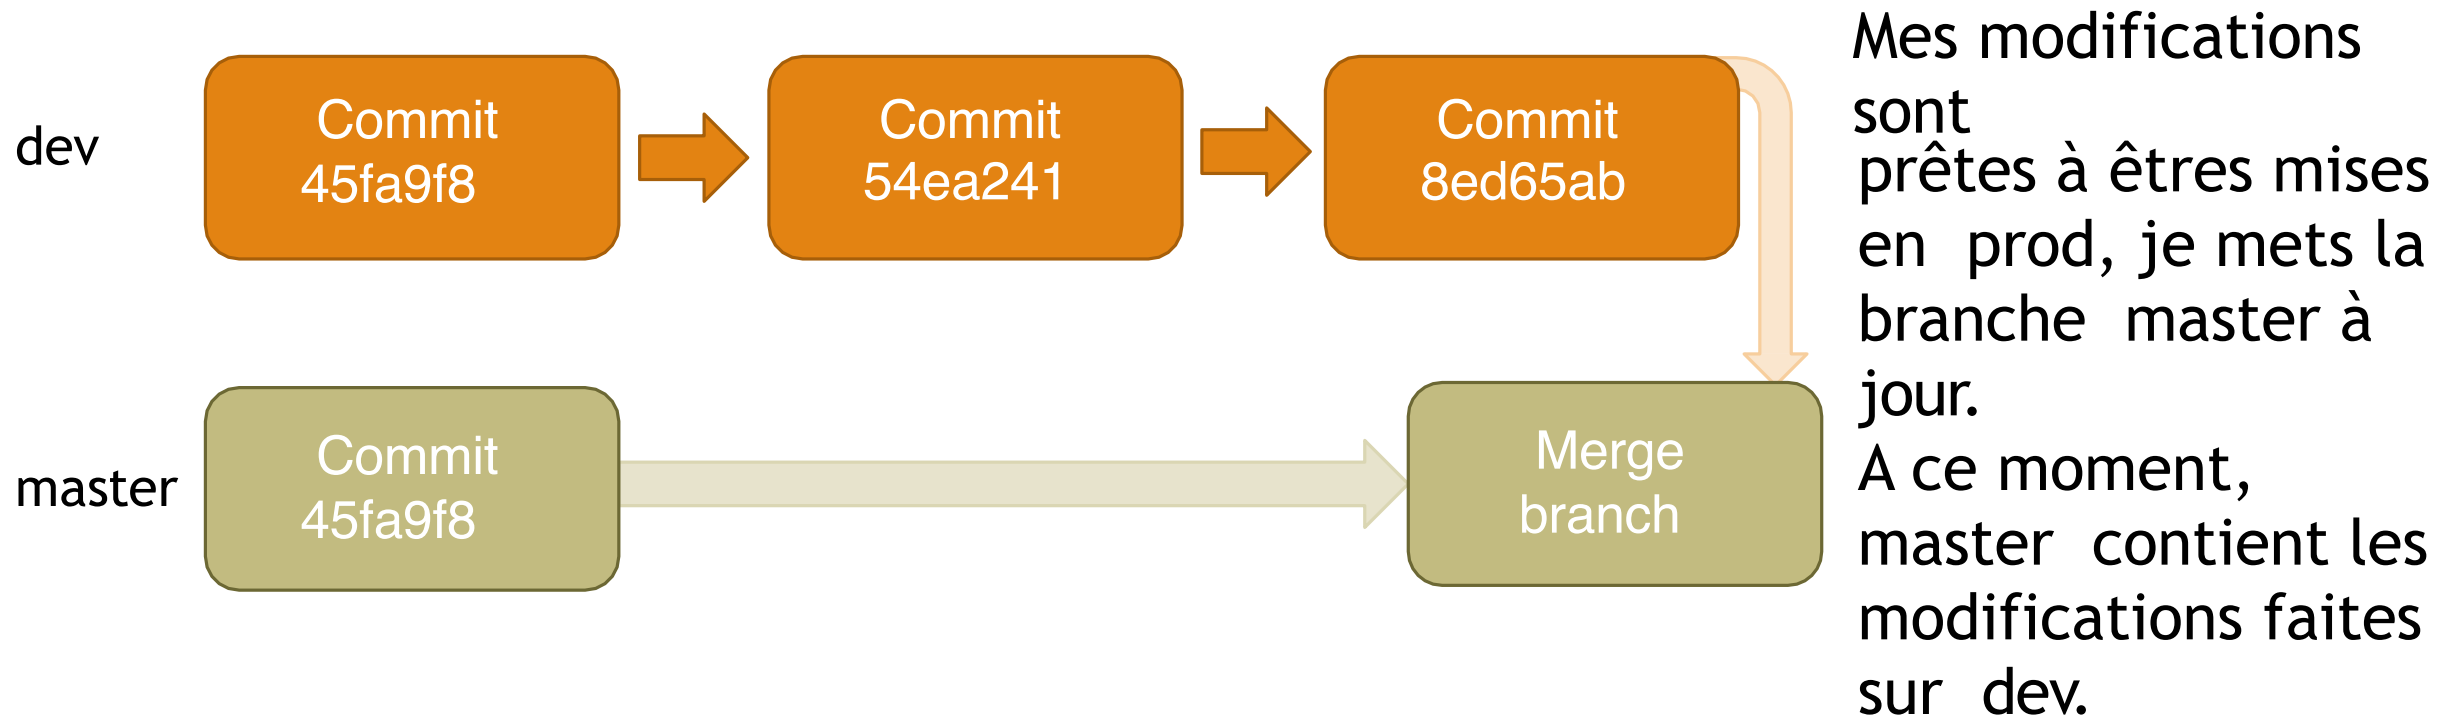 dev
Commit
45fa9f8
Commit
54ea241
Commit
8ed65ab
master
Commit
45fa9f8
Merge
branch
Mes modifications
sont
prêtes à êtres mises
en prod, je mets la
branche master à
jour.
A ce moment,
master contient les
modifications faites
sur dev.